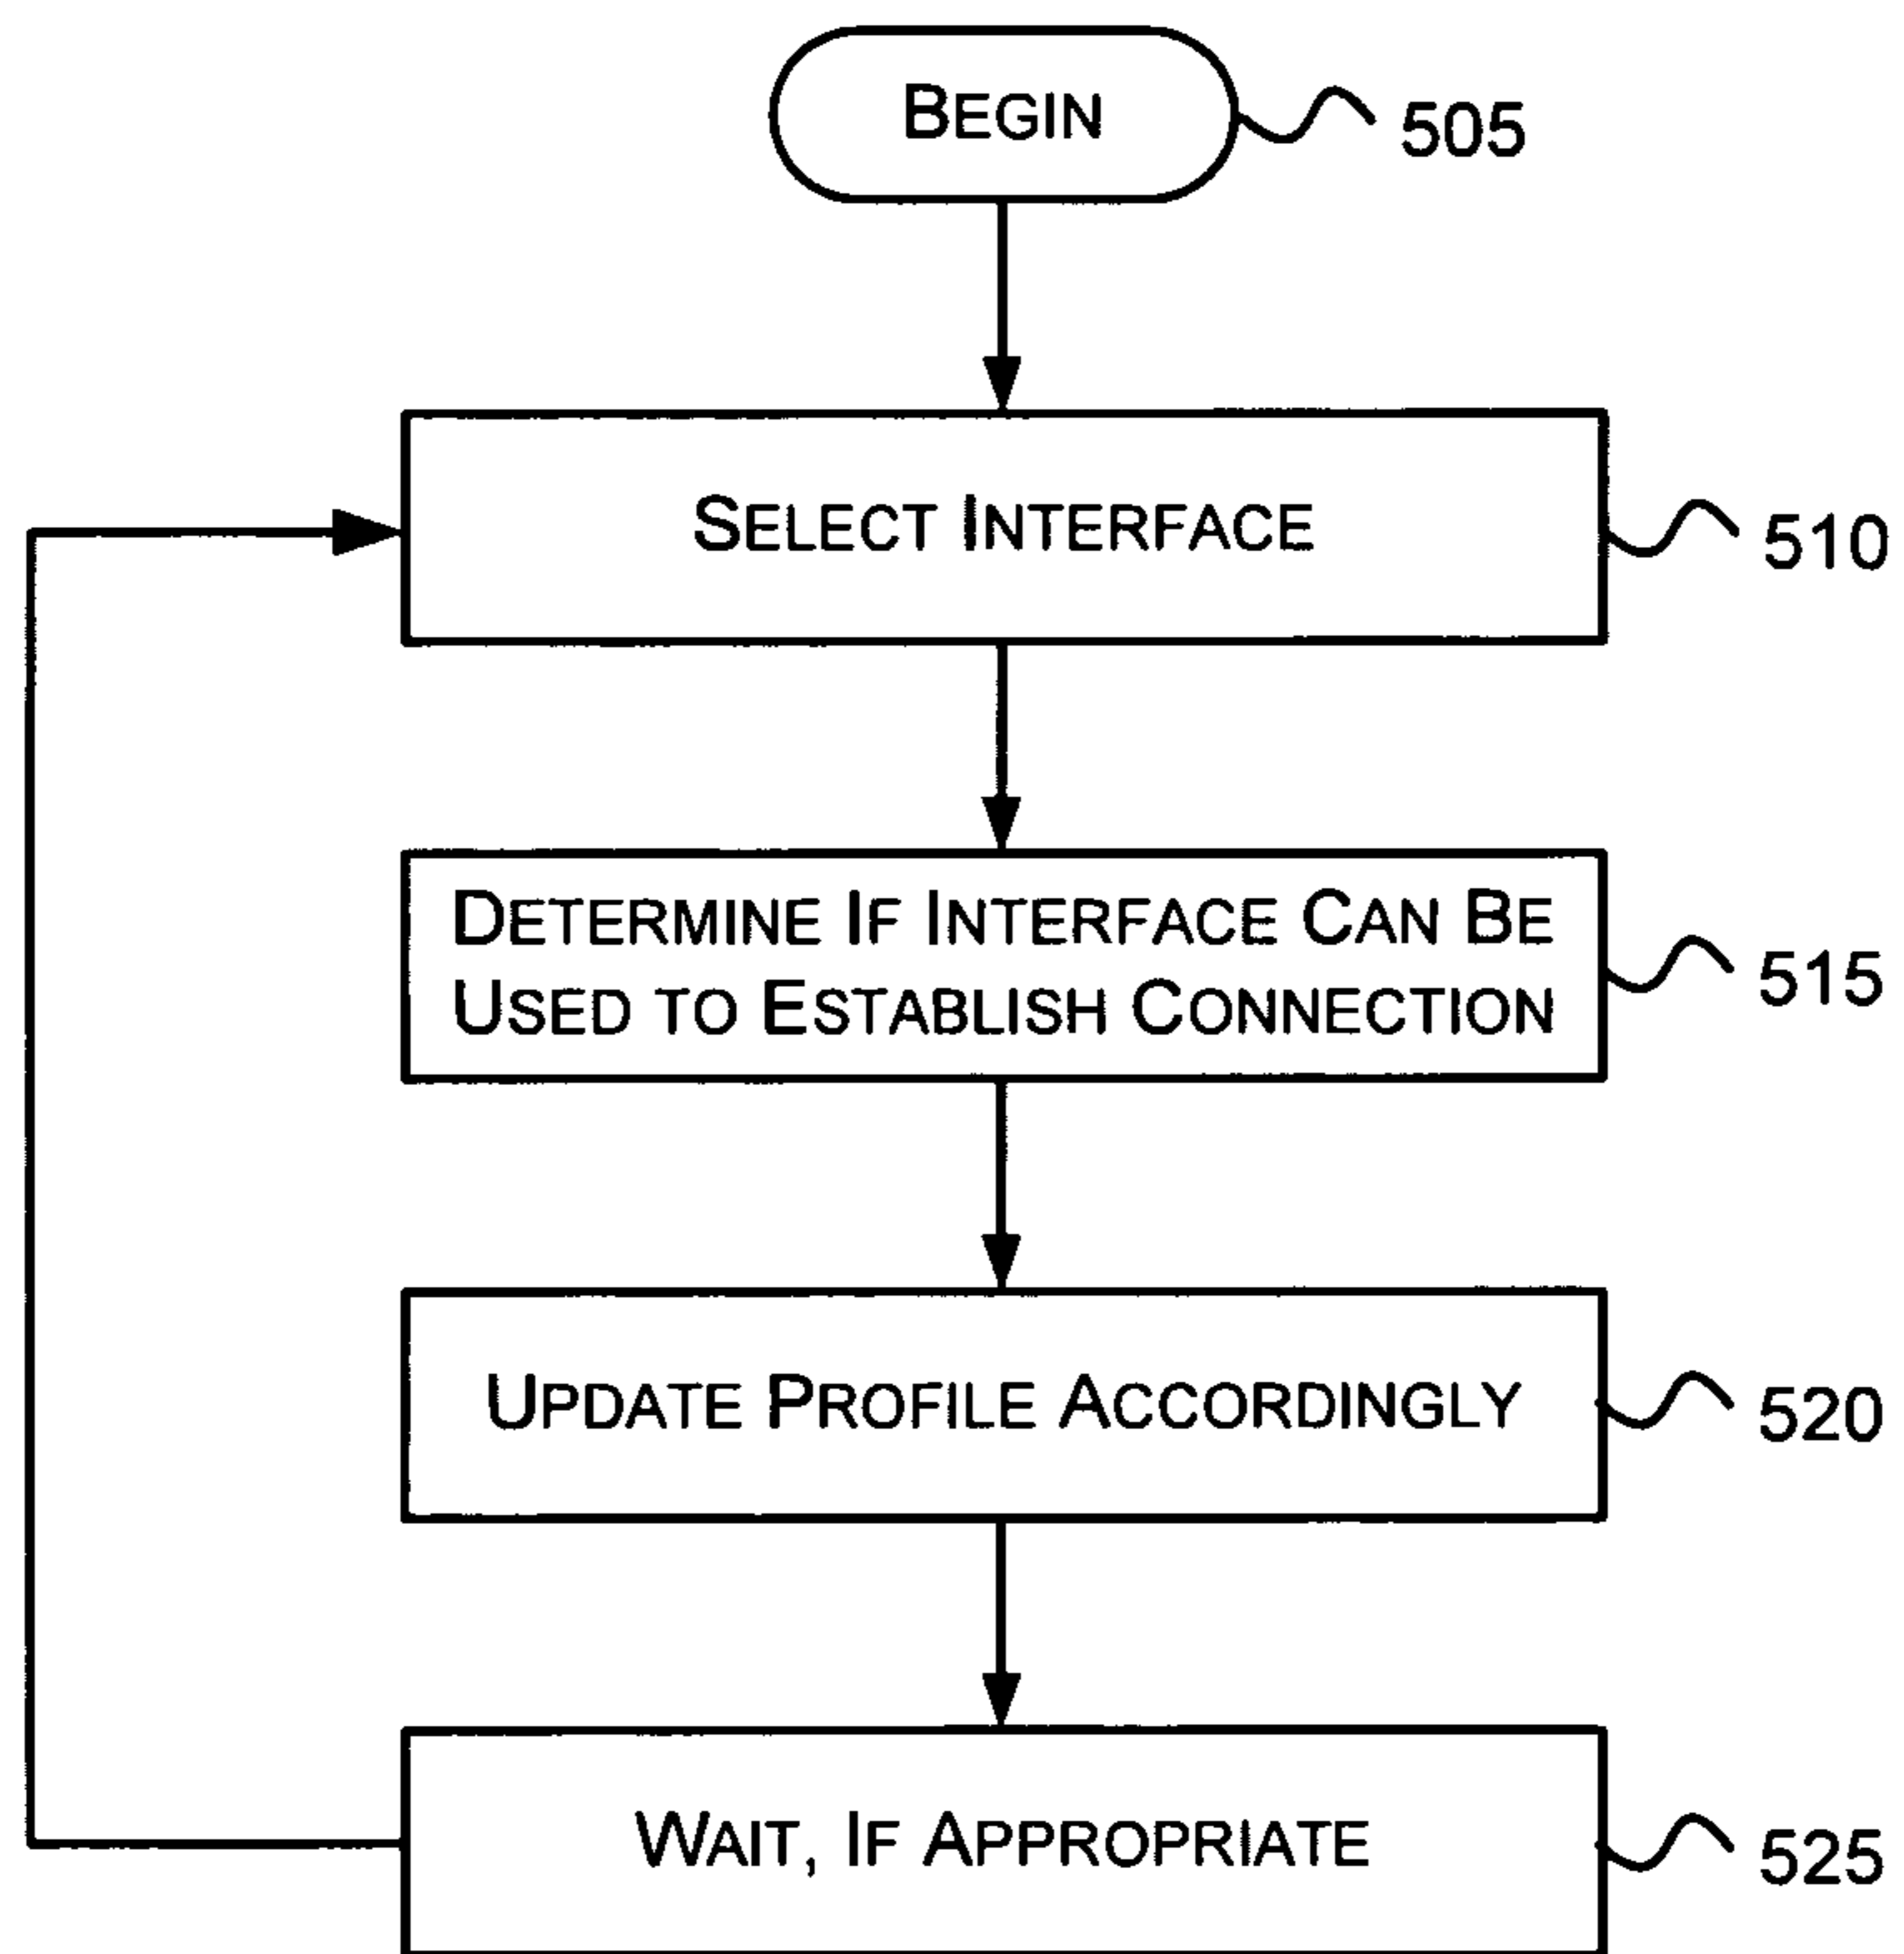 BEGIN
505
SELECT INTERFACE
510
DETERMINE IF INTERFACE CAN BE
USED TO ESTABLISH CONNECTION
515
UPDATE PROFILE ACCORDINGLY
520
WAIT, IF APPROPRIATE
525